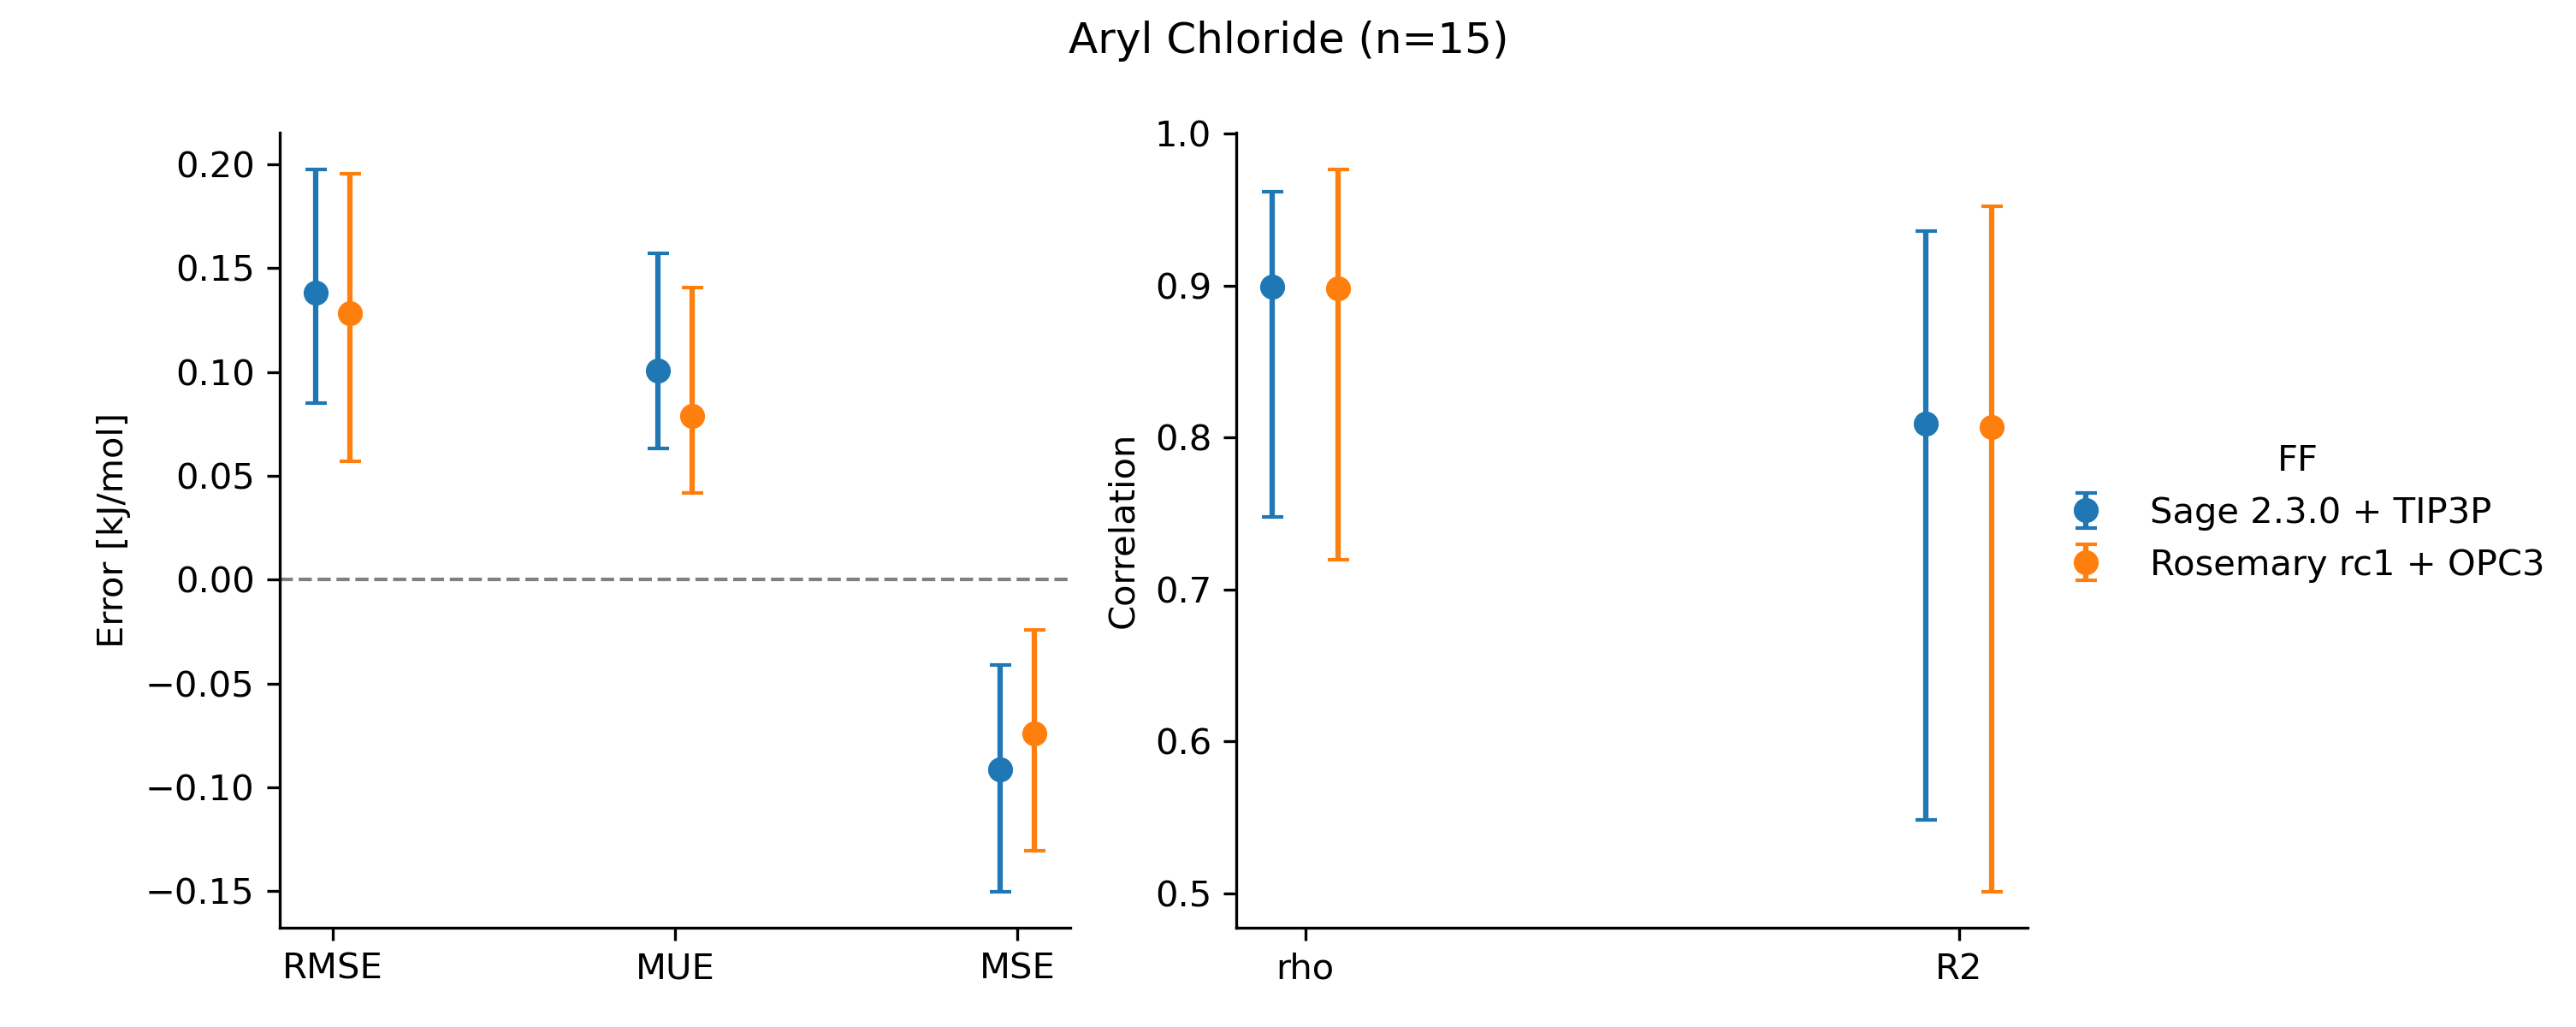 Aryl Chloride (n=15)
Error [kJ/mol]
0.20
0.15
0.10
0.05
0.00
−0.05
−0.10
−0.15
RMSE MUE MSE
Correlation
1.0
0.9
0.8
0.7
0.6
0.5
rho R2
FF
Sage 2.3.0 + TIP3P
Rosemary rc1 + OPC3